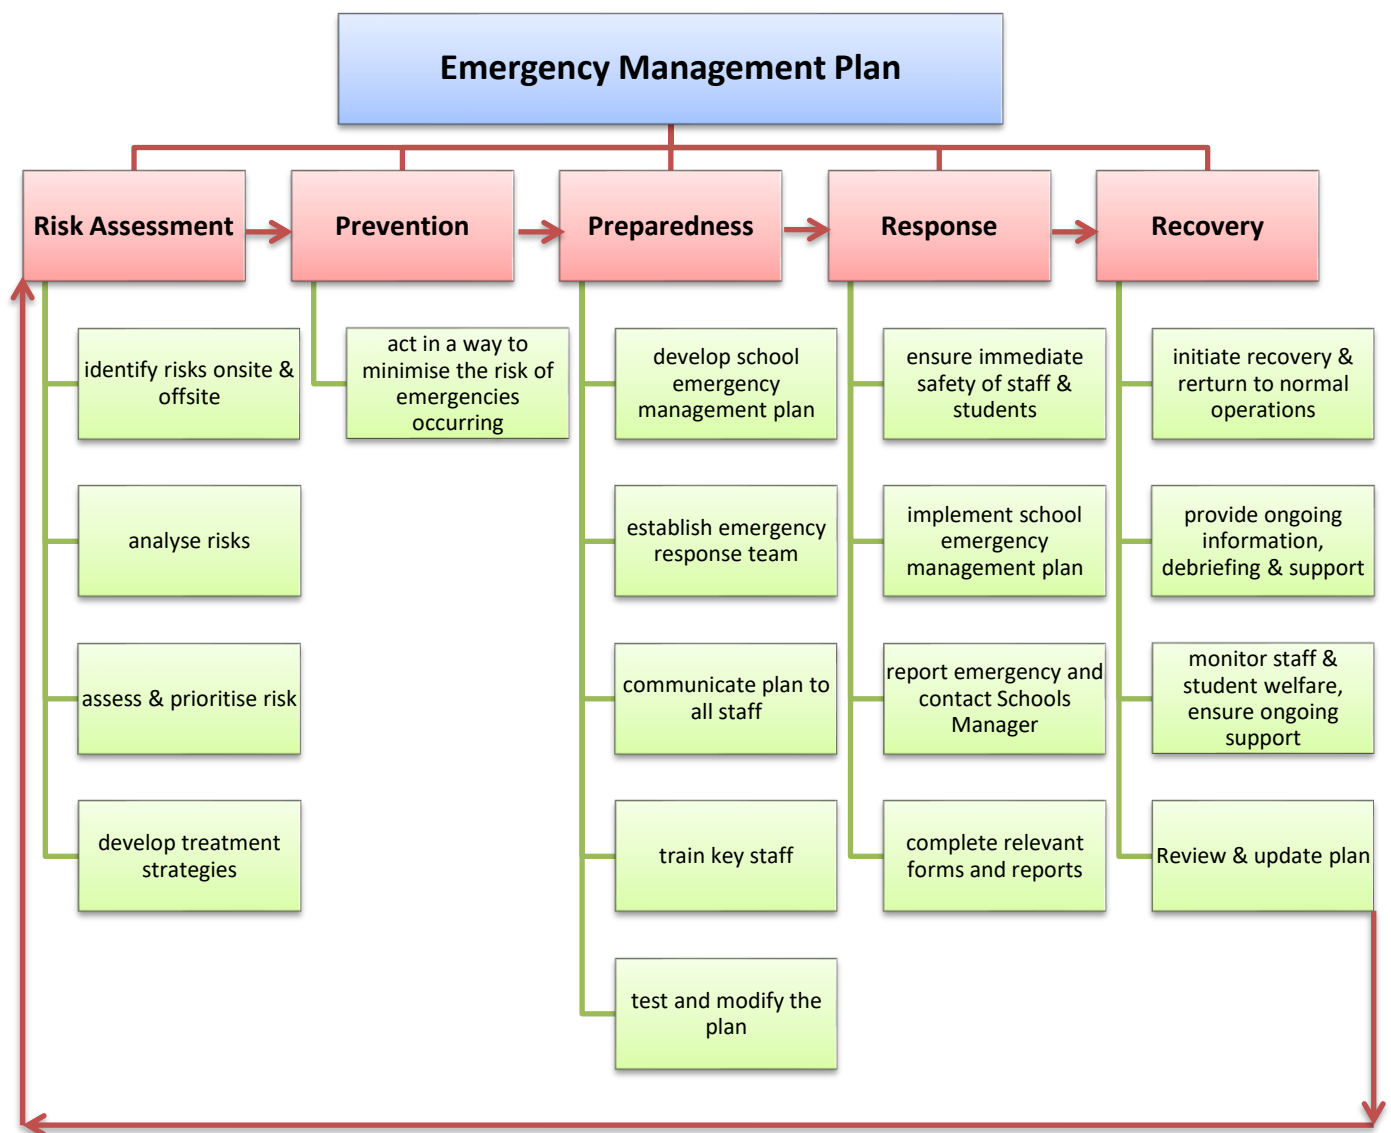 Emergency Management Plan
Risk Assessment
identify risks onsite &
offsite
analyse risks
assess & prioritise risk
develop treatment
strategies
Prevention
act in a way to
minimise the risk of
emergencies
occurring
Preparedness
develop school
emergency
management plan
establish emergency
response team
communicate plan to
all staff
train key staff
test and modify the
plan
Response
ensure immediate
safety of staff &
students
implement school
emergency
management plan
report emergency and
contact Schools
Manager
complete relevant
forms and reports
Recovery
initiate recovery &
rerturn to normal
operations
provide ongoing
information,
debriefing & support
monitor staff &
student welfare,
ensure ongoing
support
Review & update plan